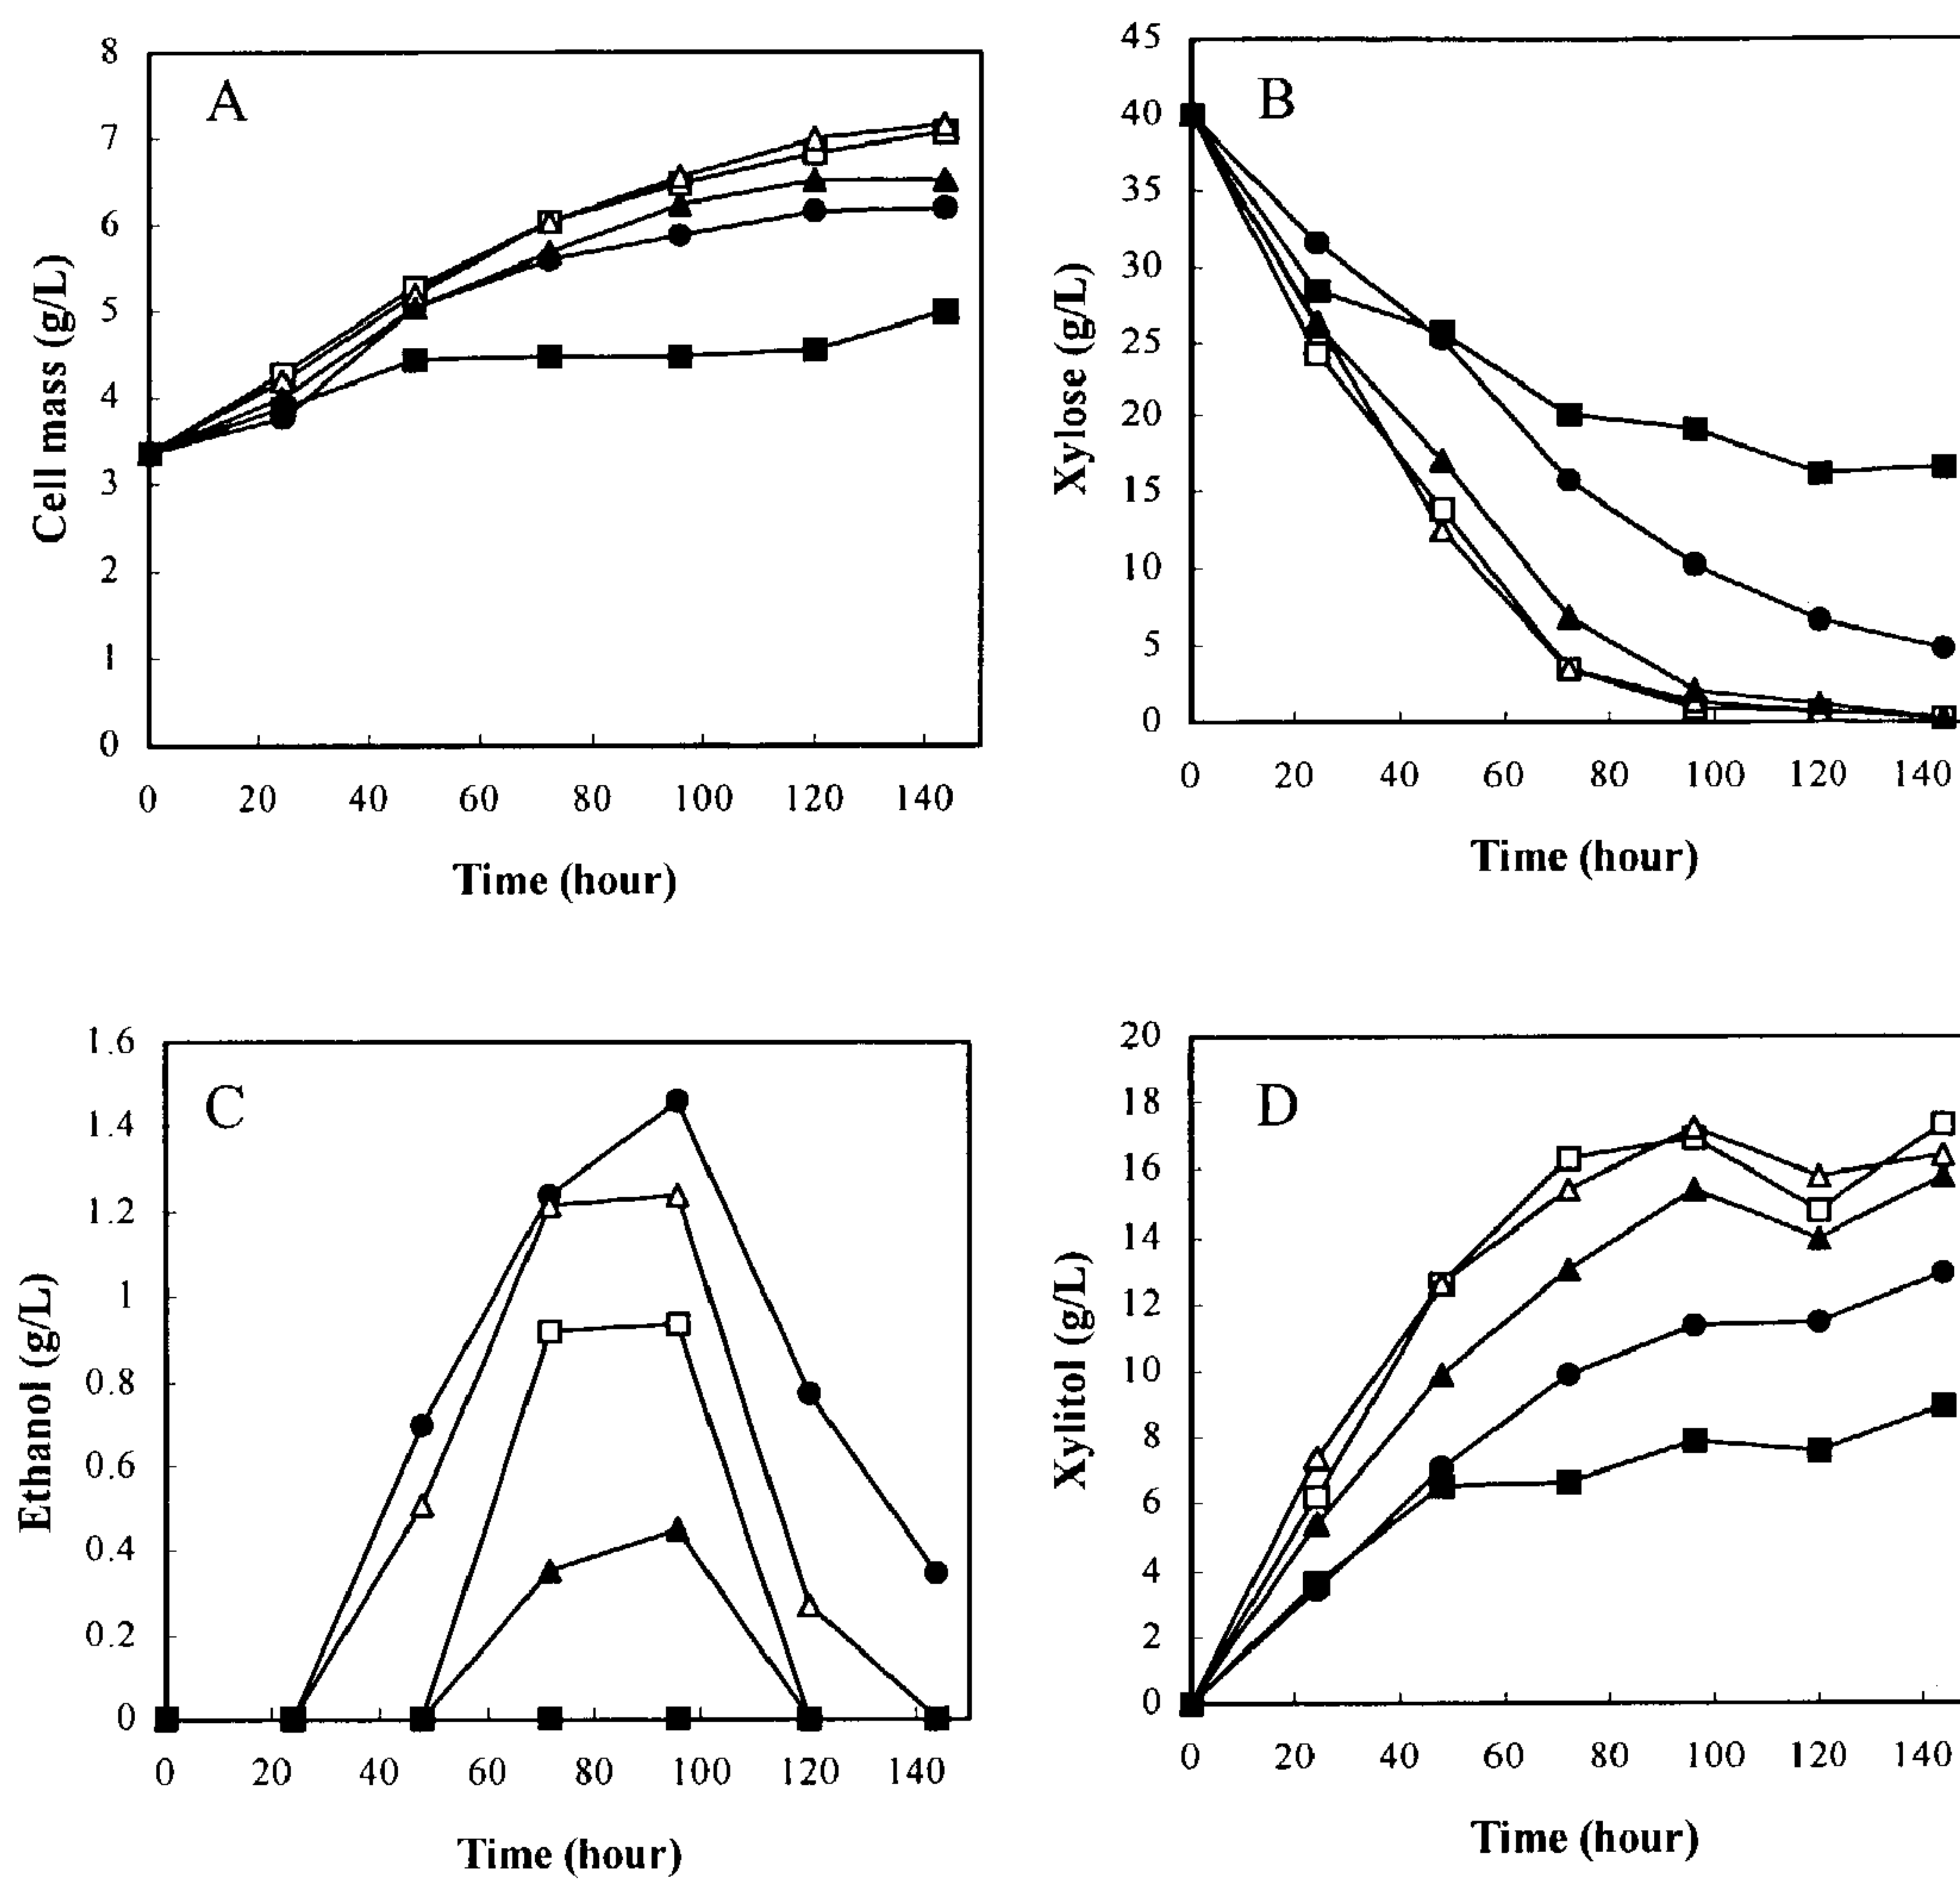 A
8
7
6
5
4
3
2
1
0
Cell mass (g/L)
0 20 40 60 80 100 120 140
Time (hour)
B
45
40
35
30
25
20
15
10
5
0
Xylose (g/L)
0 20 40 60 80 100 120 140
Time (hour)
C
1.6
1.4
1.2
1
0.8
0.6
0.4
0.2
0
Ethanol (g/L)
0 20 40 60 80 100 120 140
Time (hour)
D
20
18
16
14
12
10
8
6
4
2
0
Xylitol (g/L)
0 20 40 60 80 100 120 140
Time (hour)